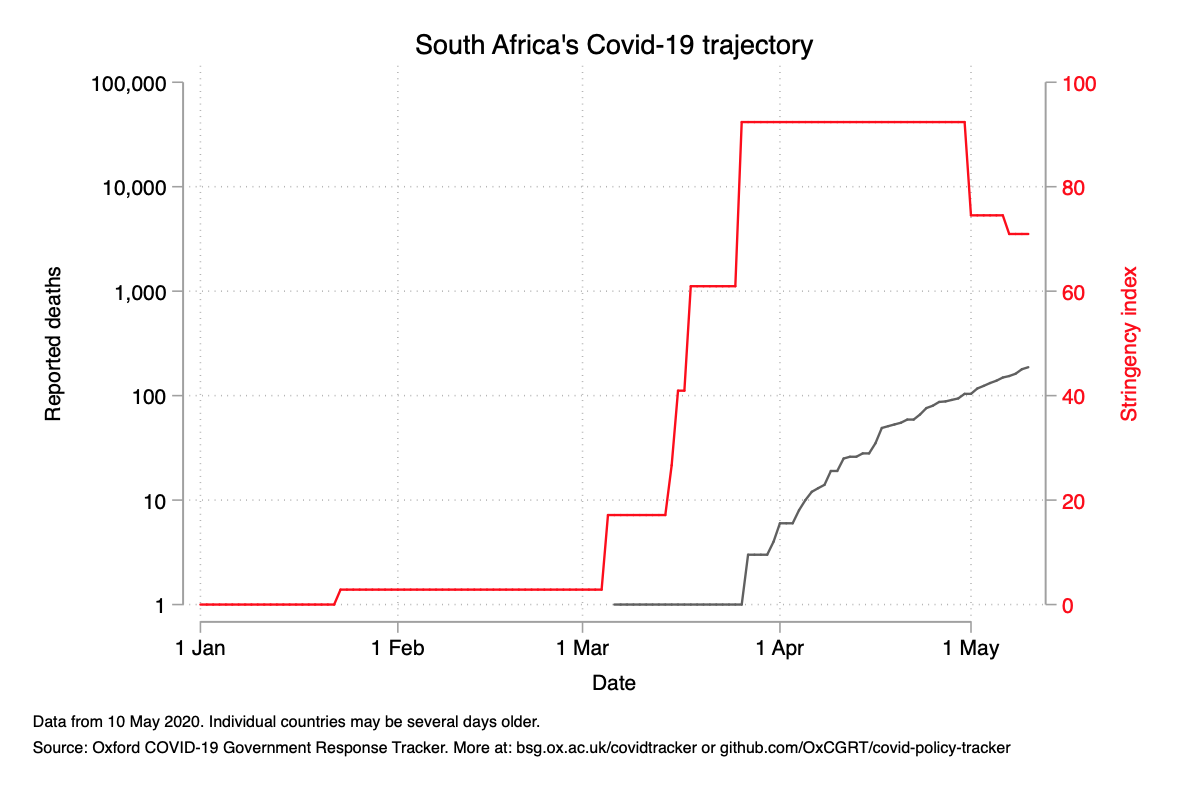 South Africa's Covid-19 trajectory
100,000
10,000
1,000
100
10
1
Reported deaths
100
80
60
40
20
0
Stringency index
1 Jan
1 Feb
1 Mar
1 Apr
1 May
Date
Data from 10 May 2020. Individual countries may be several days older.
Source: Oxford COVID-19 Government Response Tracker. More at: bsg.ox.ac.uk/covidtracker or github.com/OxCGRT/covid-policy-tracker